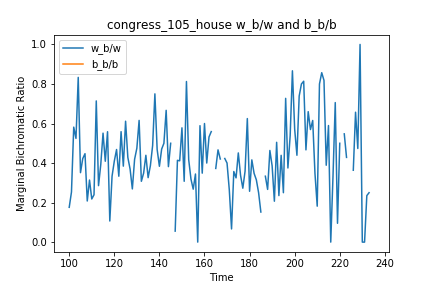 congress_105_house w_b/w and b_b/b
w_b/w
b_b/b
Marginal Bichromatic Ratio
1.0
0.8
0.6
0.4
0.2
0.0
100 120 140 160 180 200 220 240
Time